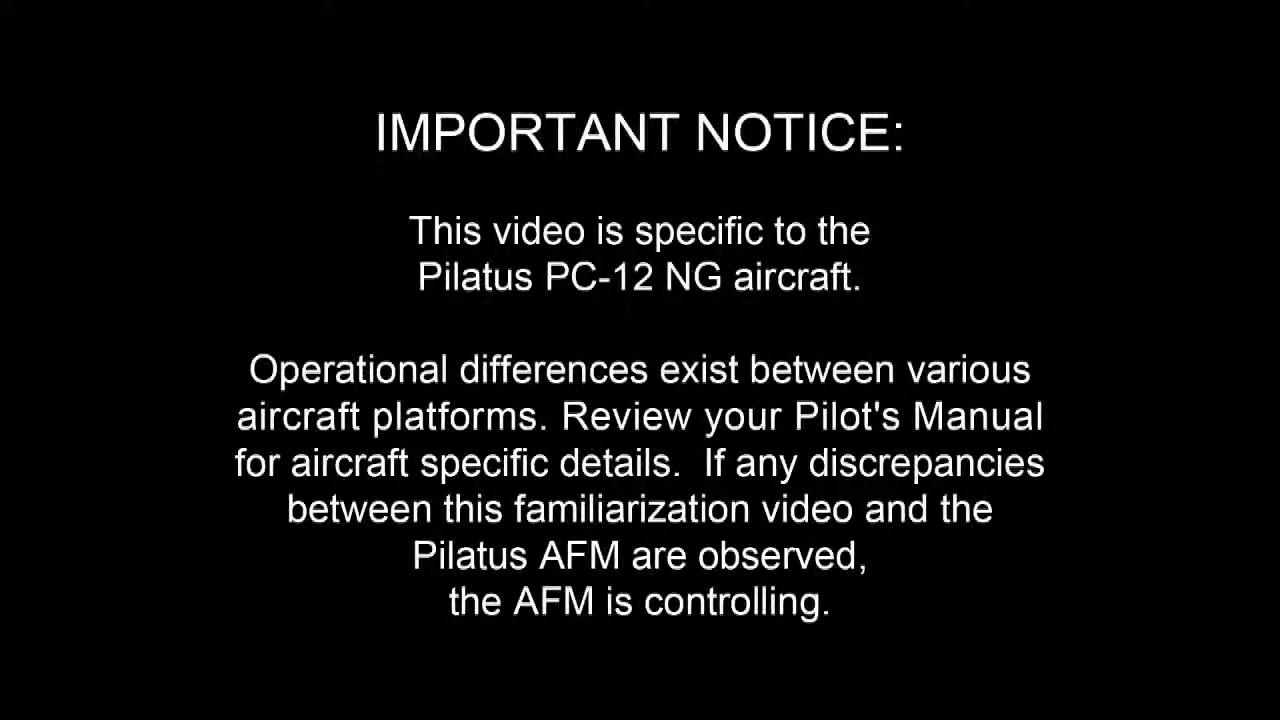 IMPORTANT NOTICE:
This video is specific to the
Pilatus PC-12 NG aircraft.
Operational differences exist between various
aircraft platforms. Review your Pilot's Manual
for aircraft specific details.  If any discrepancies
between this familiarization video and the
Pilatus AFM are observed,
the AFM is controlling.